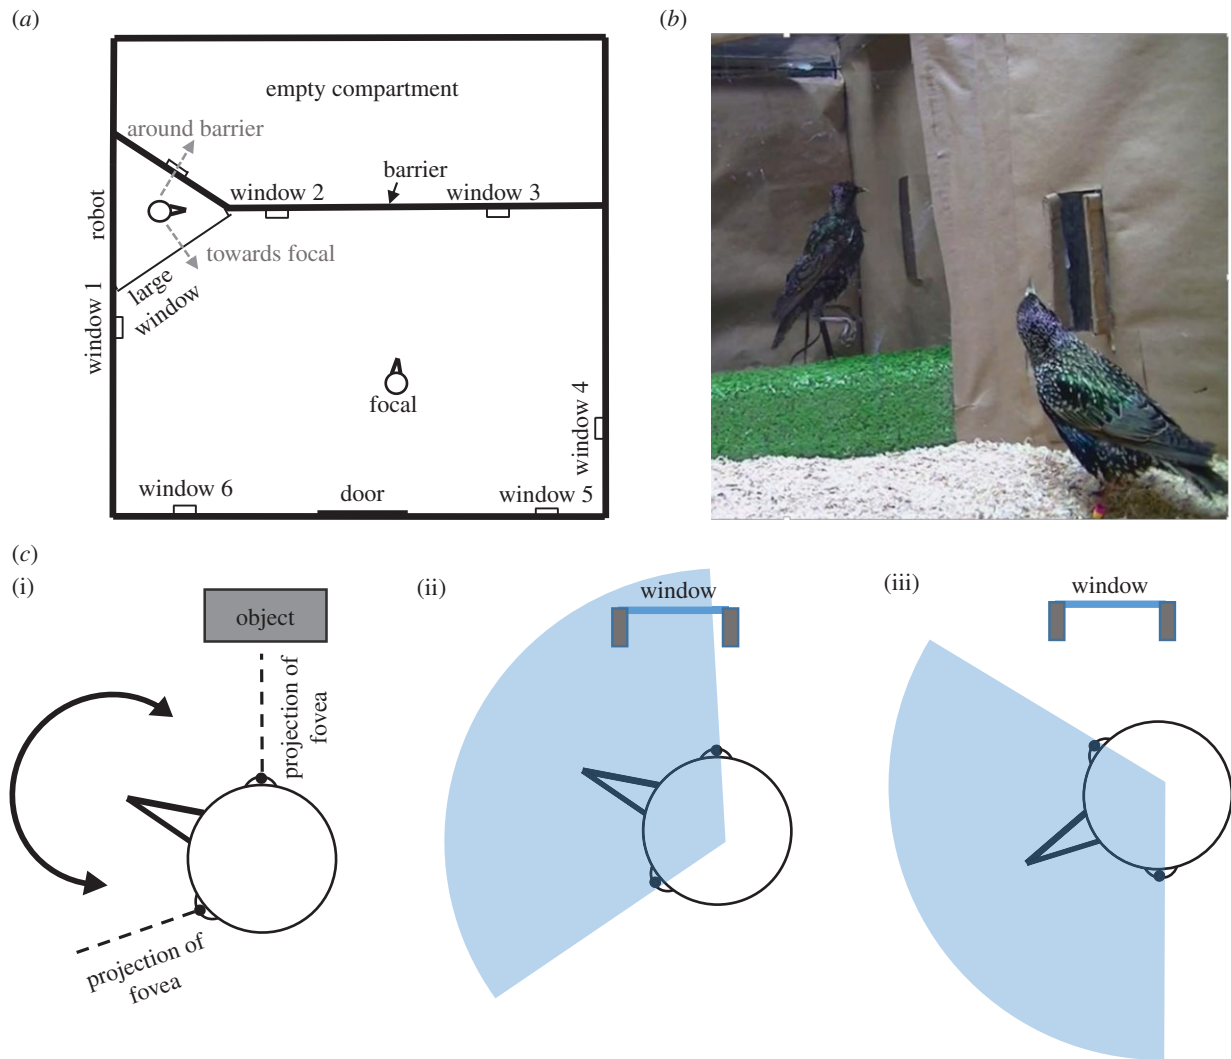 (a)
empty compartment
around barrier
barrier
window 2
window 3
robot
towards focal
large
window
window 1
focal
window 4
window 6
door
window 5
(b)
(c)
(i)
object
projection of
fovea
projection of
fovea
(ii)
window
(iii)
window